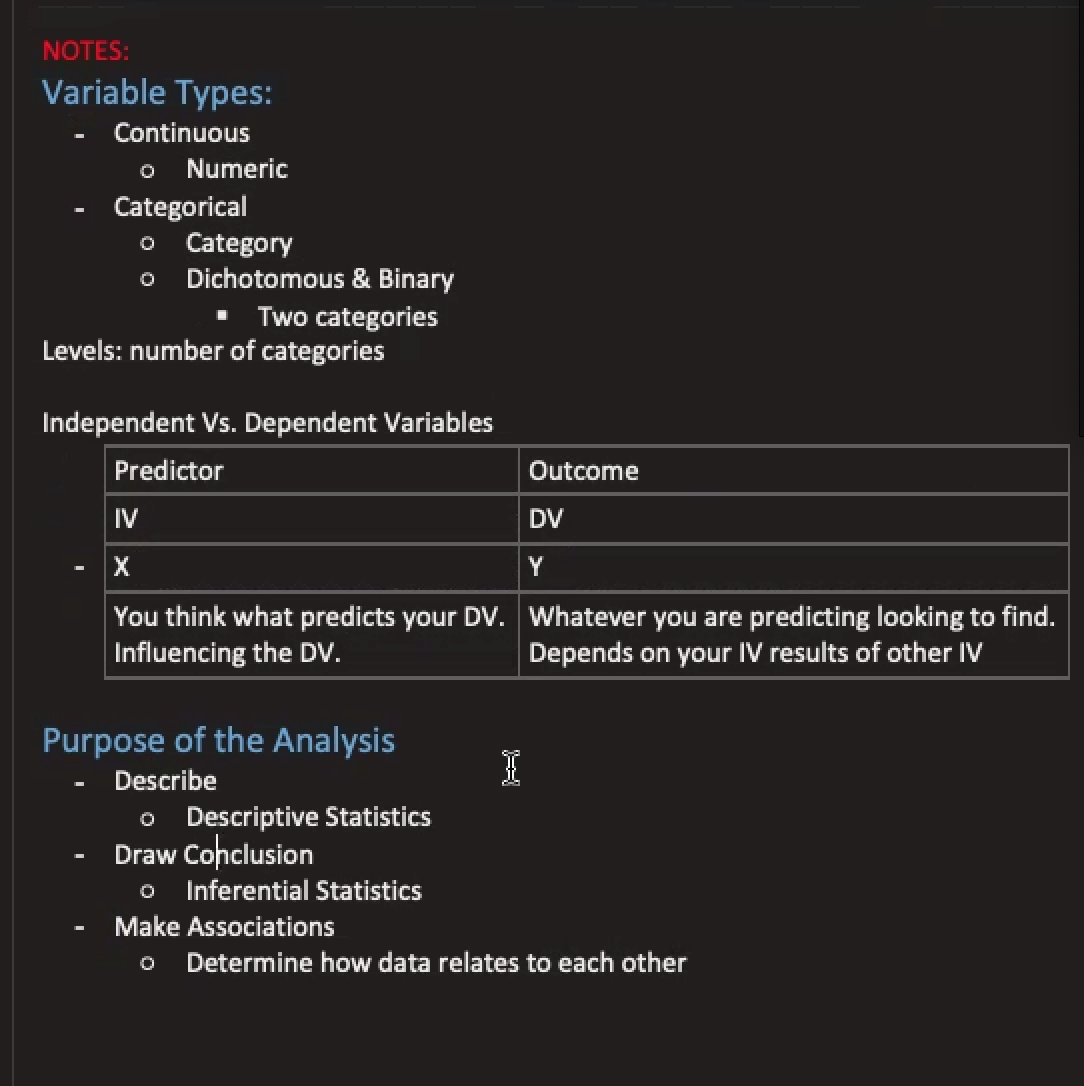 NOTES:
Variable Types:
- Continuous
o Numeric
- Categorical
o Category
o Dichotomous & Binary
▪ Two categories
Levels: number of categories
Independent Vs. Dependent Variables
Predictor Outcome
IV DV
- X Y
You think what predicts your DV. Whatever you are predicting looking to find.
Influencing the DV. Depends on your IV results of other IV
Purpose of the Analysis
- Describe
o Descriptive Statistics
- Draw Conclusion
o Inferential Statistics
- Make Associations
o Determine how data relates to each other